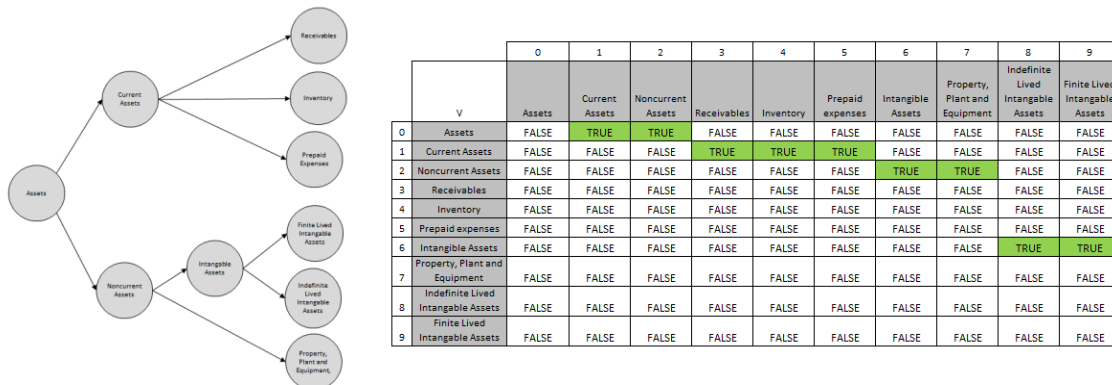 Receivables
Current
Assets
Inventory
Prepaid
Expenses
Assets
Finite Lived
Intangable
Assets
Intangable
Assets
Noncurrent
Assets
Indefinite
Lived
Intangable
Assets
Property,
Plant and
Equipment,
0 1 2 3 4 5 6 7 8 9
V Assets Current Assets Noncurrent Assets Receivables Inventory Prepaid expenses Intangible Assets Property, Plant and Equipment Indefinite Lived Intangable Assets Finite Lived Intangable Assets
0 Assets FALSE TRUE TRUE FALSE FALSE FALSE FALSE FALSE FALSE FALSE
1 Current Assets FALSE FALSE FALSE TRUE TRUE TRUE FALSE FALSE FALSE FALSE
2 Noncurrent Assets FALSE FALSE FALSE FALSE FALSE FALSE TRUE TRUE FALSE FALSE
3 Receivables FALSE FALSE FALSE FALSE FALSE FALSE FALSE FALSE FALSE FALSE
4 Inventory FALSE FALSE FALSE FALSE FALSE FALSE FALSE FALSE FALSE FALSE
5 Prepaid expenses FALSE FALSE FALSE FALSE FALSE FALSE FALSE FALSE FALSE FALSE
6 Intangible Assets FALSE FALSE FALSE FALSE FALSE FALSE FALSE FALSE TRUE TRUE
7 Property, Plant and Equipment FALSE FALSE FALSE FALSE FALSE FALSE FALSE FALSE FALSE FALSE
8 Indefinite Lived Intangable Assets FALSE FALSE FALSE FALSE FALSE FALSE FALSE FALSE FALSE FALSE
9 Finite Lived Intangable Assets FALSE FALSE FALSE FALSE FALSE FALSE FALSE FALSE FALSE FALSE